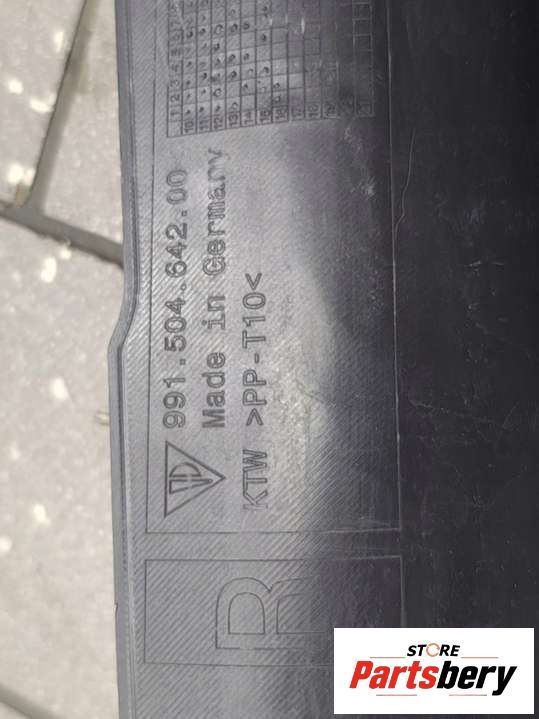 991.504.642.00
Made in Germany
KTW >PP-T10<
R
STORE
Partsbery